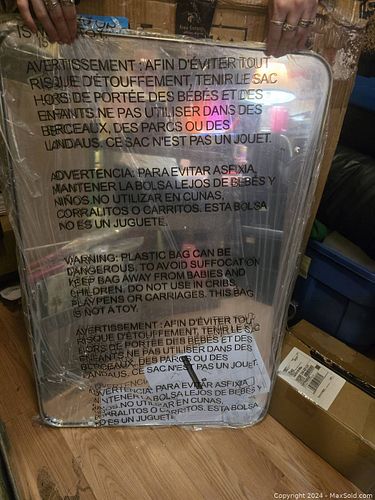 IS NO
AVERTISSEMENT : AFIN D'ÉVITER TOUT
RISQUE D'ÉTOUFFEMENT, TENIR LE SAC
HORS DE PORTÉE DES BÉBÉS ET DES
ENFANTS. NE PAS UTILISER DANS DES
BERCEAUX, DES PARCS OU DES
LANDAUS. CE SAC N'EST PAS UN JOUET.
ADVERTENCIA: PARA EVITAR ASFIXIA,
MANTENER LA BOLSA LEJOS DE BEBÉS Y
NIÑOS. NO UTILIZAR EN CUNAS,
CORRALITOS O CARRITOS. ESTA BOLSA
NO ES UN JUGUETE.
WARNING: PLASTIC BAG CAN BE
DANGEROUS. TO AVOID SUFFOCATION
KEEP BAG AWAY FROM BABIES AND
CHILDREN. DO NOT USE IN CRIBS,
PLAYPENS OR CARRIAGES. THIS BAG
IS NOT A TOY.
AVERTISSEMENT : AFIN D'ÉVITER TOUT
RISQUE D'ÉTOUFFEMENT, TENIR LE SAC
HORS DE PORTÉE DES BÉBÉS ET DES
ENFANTS. NE PAS UTILISER DANS DES
BERCEAUX, DES PARCS OU DES
LANDAUS. CE SAC N'EST PAS UN JOUET.
ADVERTENCIA: PARA EVITAR ASFIXIA,
MANTENER LA BOLSA LEJOS DE BEBÉS Y
NIÑOS. NO UTILIZAR EN CUNAS,
CORRALITOS O CARRITOS. ESTA BOLSA
NO ES UN JUGUETE.
Copyright 2024 - MaxSold.com